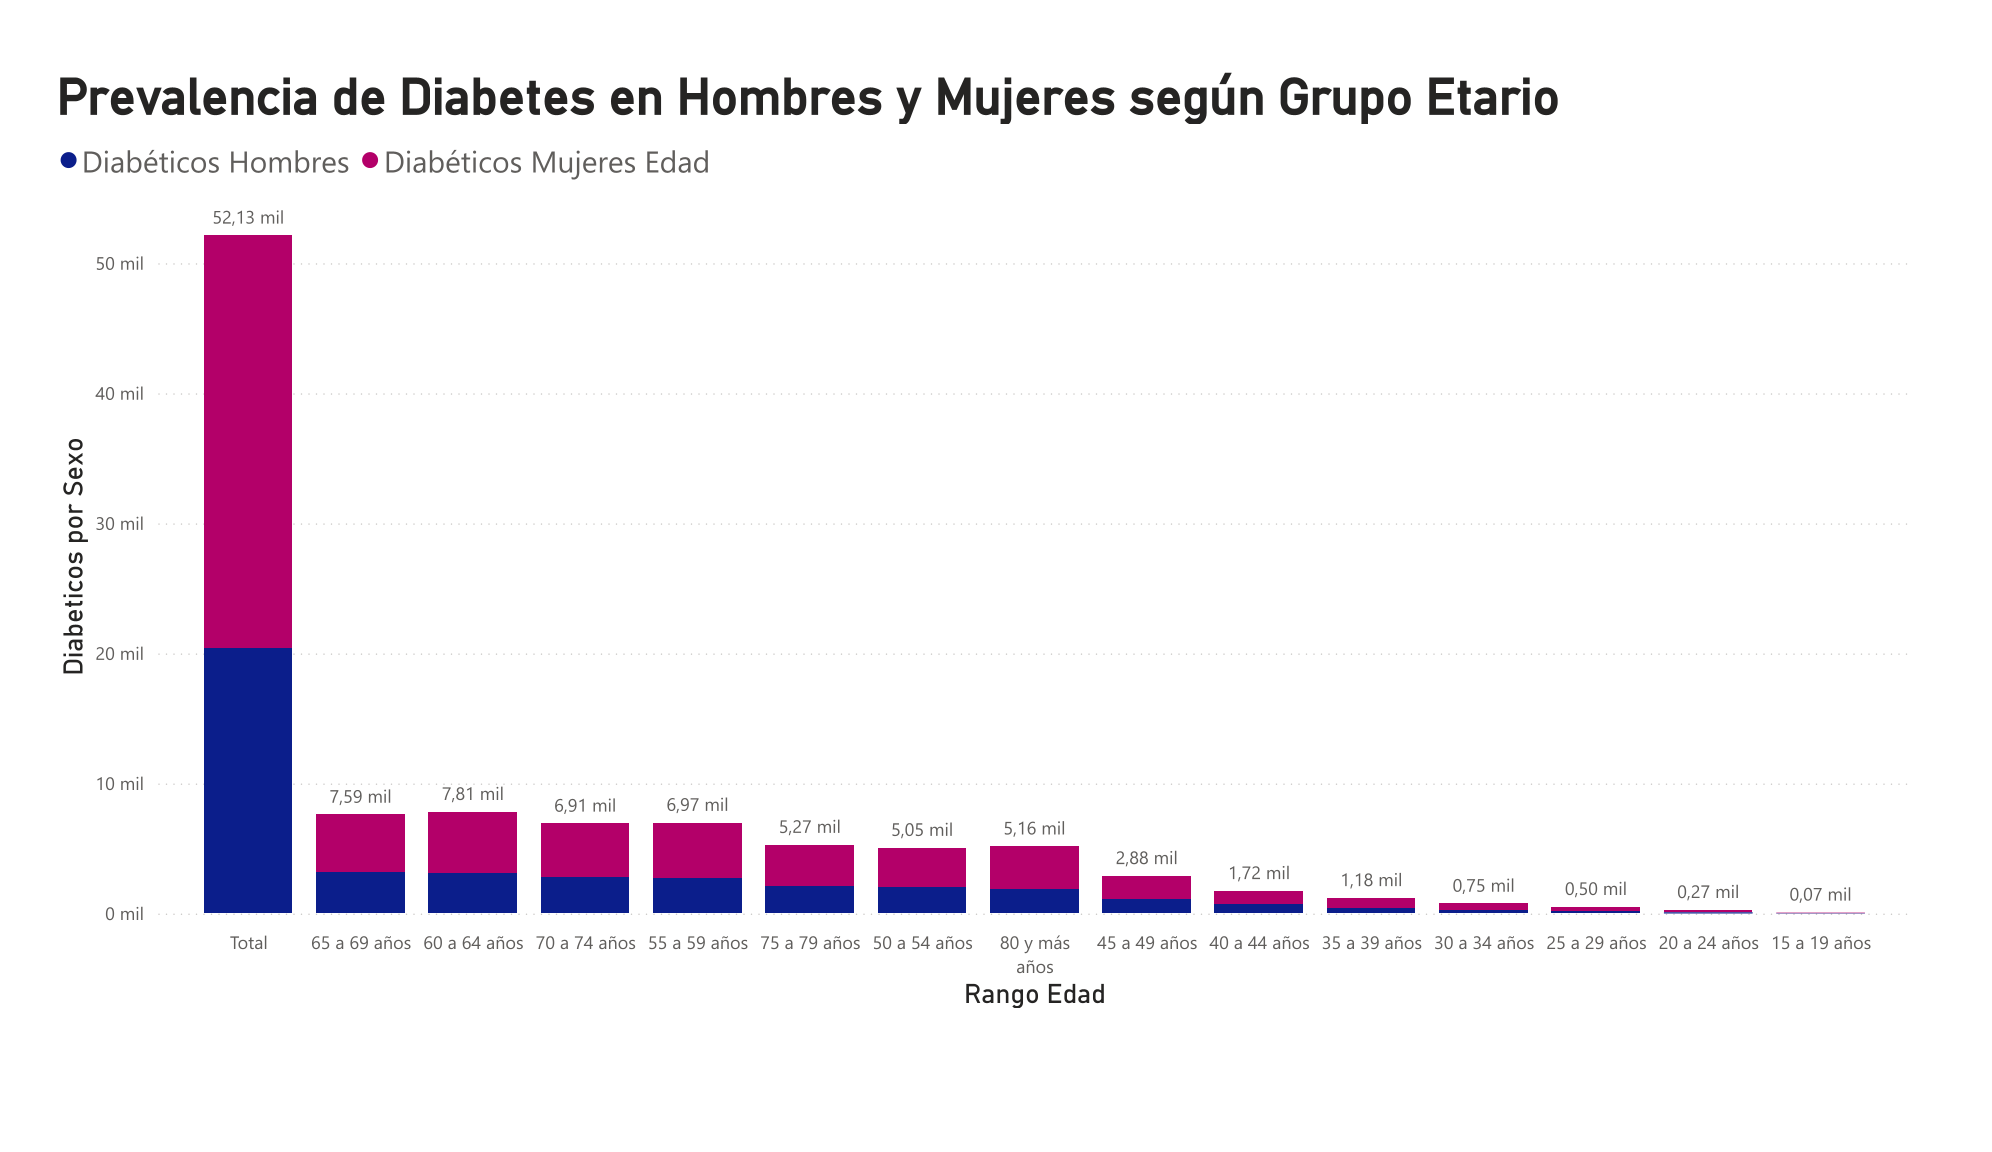 Prevalencia de Diabetes en Hombres y Mujeres según Grupo Etario
Diabéticos Hombres
Diabéticos Mujeres Edad
Diabeticos por Sexo
50 mil
40 mil
30 mil
20 mil
10 mil
0 mil
52,13 mil
7,59 mil
7,81 mil
6,91 mil
6,97 mil
5,27 mil
5,05 mil
5,16 mil
2,88 mil
1,72 mil
1,18 mil
0,75 mil
0,50 mil
0,27 mil
0,07 mil
Total
65 a 69 años
60 a 64 años
70 a 74 años
55 a 59 años
75 a 79 años
50 a 54 años
80 y más
años
45 a 49 años
40 a 44 años
35 a 39 años
30 a 34 años
25 a 29 años
20 a 24 años
15 a 19 años
Rango Edad